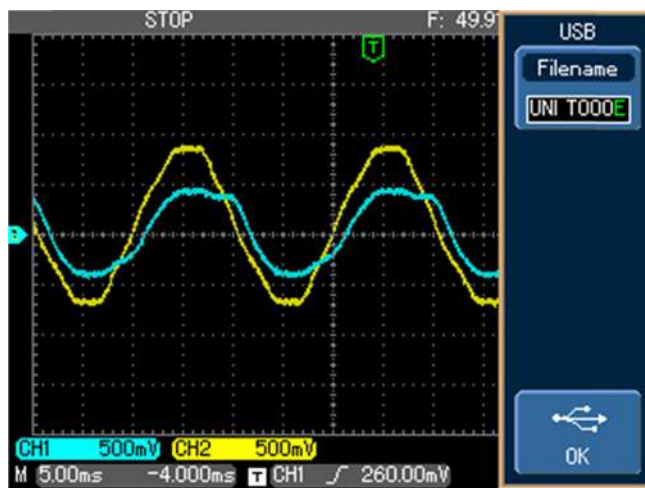 STOP F: 49.9
T
USB
Filename
UNI T000E
CH1 500mV CH2 500mV
M 5.00ms -4.000ms T CH1 260.00mV
OK